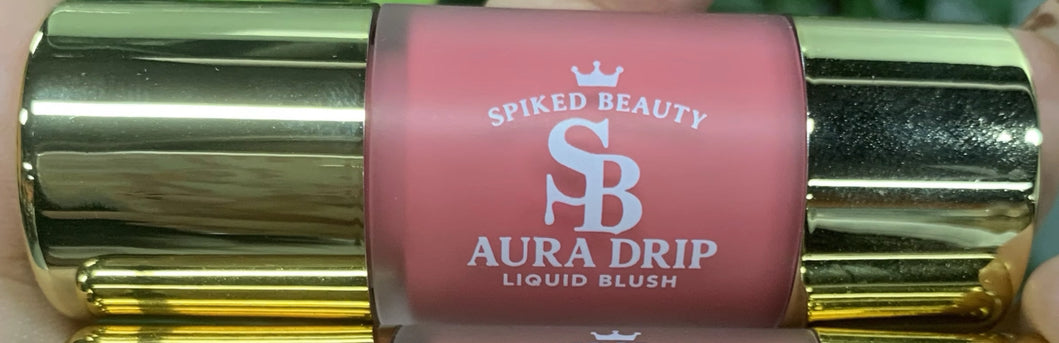 SPIKED BEAUTY
SB
AURA DRIP
LIQUID BLUSH